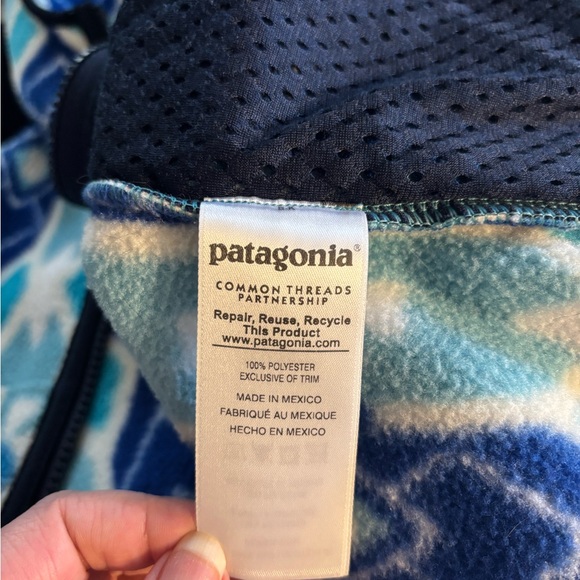 patagonia®
COMMON THREADS
PARTNERSHIP
Repair, Reuse, Recycle
This Product
www.patagonia.com
100% POLYESTER
EXCLUSIVE OF TRIM
MADE IN MEXICO
FABRIQUÉ AU MEXIQUE
HECHO EN MEXICO